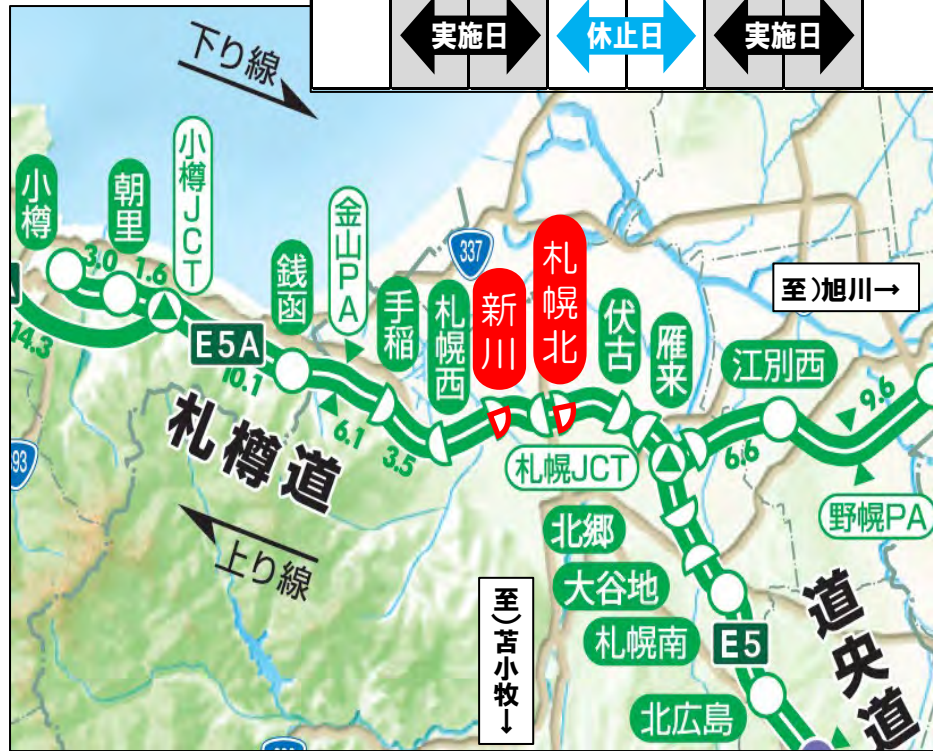 実施日
休止日
実施日
下り線
小樽
朝里
小樽JCT
銭函
金山PA
手稲
札幌西
337
新川
札幌北
伏古
雁来
至)旭川→
江別西
3.0
1.6
14.3
E5A
10.1
6.1
3.5
6.6
9.6
札樽道
札幌JCT
野幌PA
上り線
北郷
大谷地
札幌南
E5
至)苫小牧↓
道央道
北広島